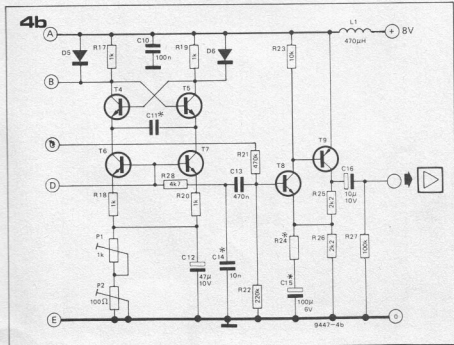 4b
A
D5
R17
1k
C10
100n
R19
1k
D6
R23
10k
L1
470µH
8V
B
T4
T5
C11*
T9
T6
T7
R21
470k
T8
C16
10µ
10V
D
R28
4k7
C13
470n
R25
2k2
R18
1k
R20
1k
P1
1k
C12
47µ
10V
*
C14
10n
*
R24
R26
2k2
R27
100k
P2
100Ω
R22
220k
*
C15
100µ
6V
E
0
9447-4b